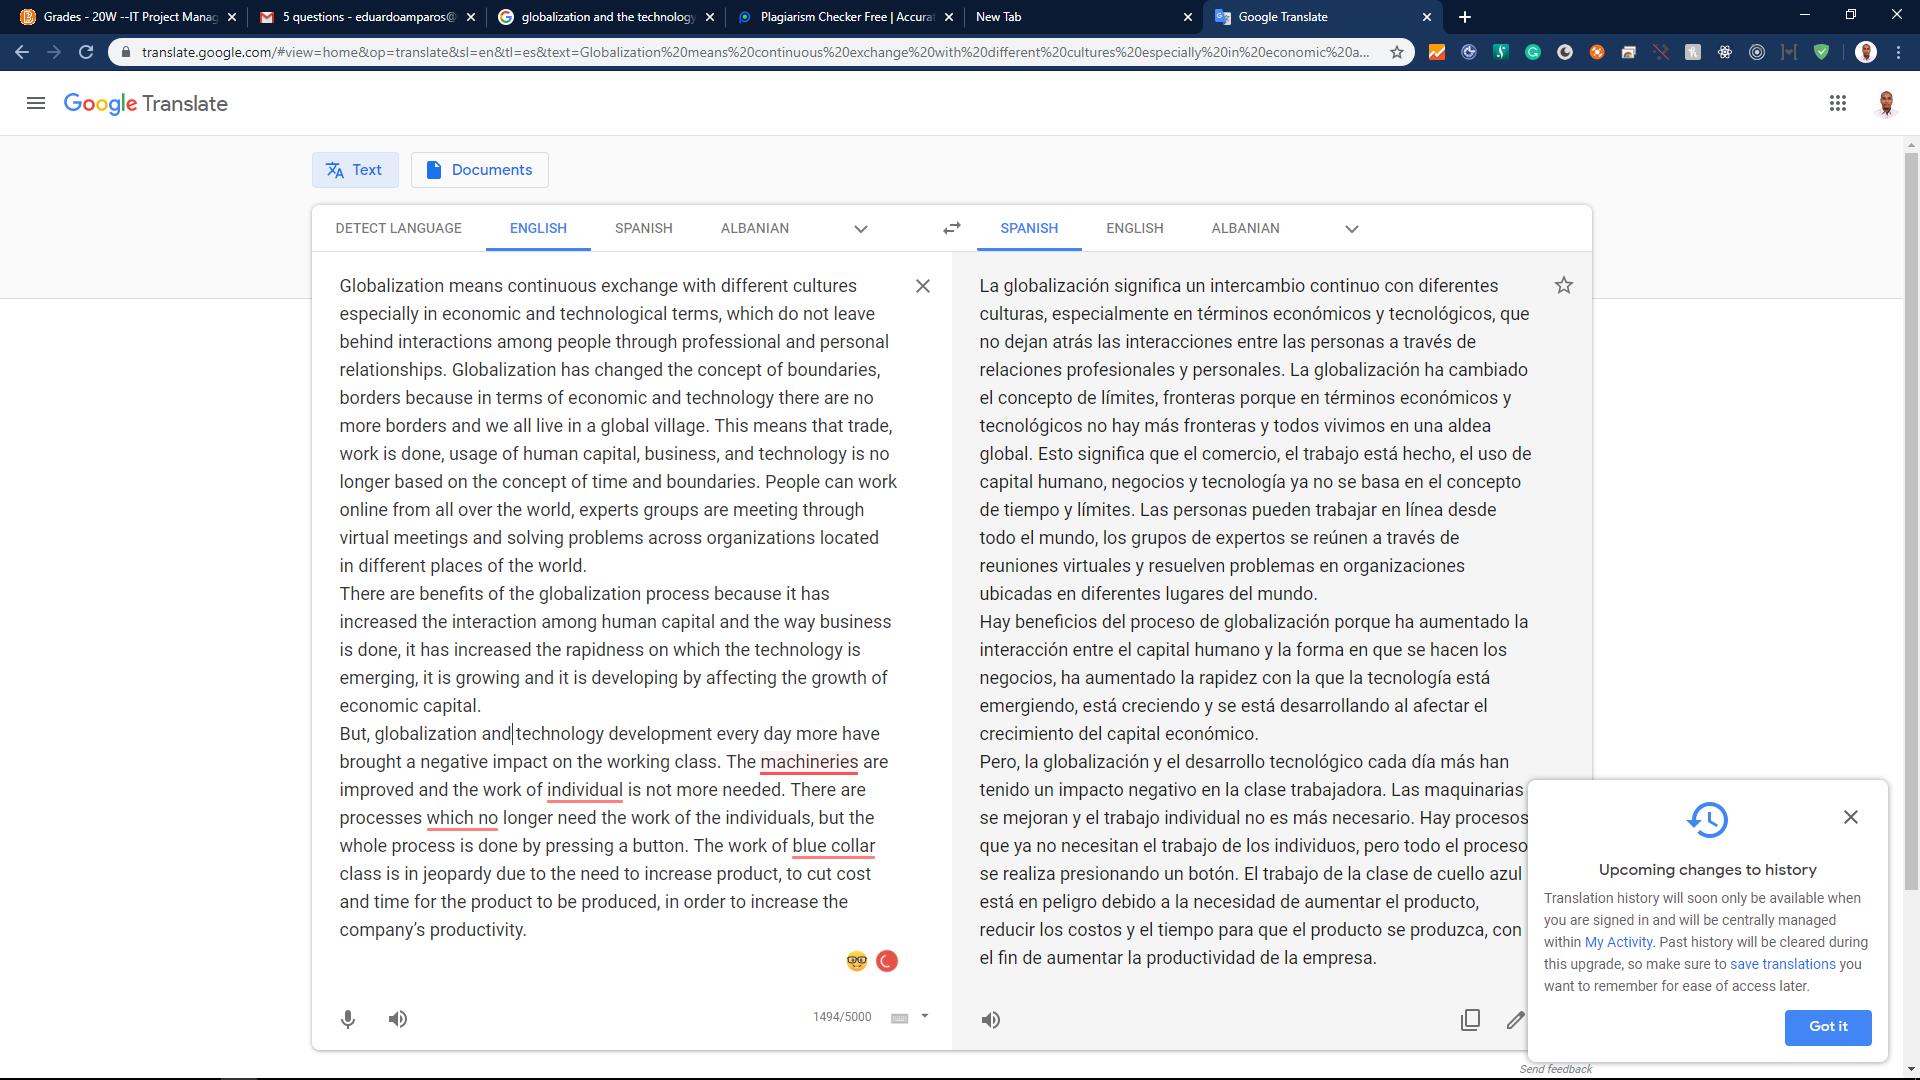 Grades - 20W --IT Project Manag
5 questions - eduardoamparos@
globalization and the technology
Plagiarism Checker Free | Accurat
New Tab
Google Translate
translate.google.com/#view=home&op=translate&sl=en&tl=es&text=Globalization%20means%20continuous%20exchange%20with%20different%20cultures%20especially%20in%20economic%20a...
Google Translate
Text
Documents
DETECT LANGUAGE
ENGLISH
SPANISH
ALBANIAN
SPANISH
ENGLISH
ALBANIAN
Globalization means continuous exchange with different cultures
especially in economic and technological terms, which do not leave
behind interactions among people through professional and personal
relationships. Globalization has changed the concept of boundaries,
borders because in terms of economic and technology there are no
more borders and we all live in a global village. This means that trade,
work is done, usage of human capital, business, and technology is no
longer based on the concept of time and boundaries. People can work
online from all over the world, experts groups are meeting through
virtual meetings and solving problems across organizations located
in different places of the world.
There are benefits of the globalization process because it has
increased the interaction among human capital and the way business
is done, it has increased the rapidness on which the technology is
emerging, it is growing and it is developing by affecting the growth of
economic capital.
But, globalization and technology development every day more have
brought a negative impact on the working class. The machineries are
improved and the work of individual is not more needed. There are
processes which no longer need the work of the individuals, but the
whole process is done by pressing a button. The work of blue collar
class is in jeopardy due to the need to increase product, to cut cost
and time for the product to be produced, in order to increase the
company’s productivity.
1494/5000
La globalización significa un intercambio continuo con diferentes
culturas, especialmente en términos económicos y tecnológicos, que
no dejan atrás las interacciones entre las personas a través de
relaciones profesionales y personales. La globalización ha cambiado
el concepto de límites, fronteras porque en términos económicos y
tecnológicos no hay más fronteras y todos vivimos en una aldea
global. Esto significa que el comercio, el trabajo está hecho, el uso de
capital humano, negocios y tecnología ya no se basa en el concepto
de tiempo y límites. Las personas pueden trabajar en línea desde
todo el mundo, los grupos de expertos se reúnen a través de
reuniones virtuales y resuelven problemas en organizaciones
ubicadas en diferentes lugares del mundo.
Hay beneficios del proceso de globalización porque ha aumentado la
interacción entre el capital humano y la forma en que se hacen los
negocios, ha aumentado la rapidez con la que la tecnología está
emergiendo, está creciendo y se está desarrollando al afectar el
crecimiento del capital económico.
Pero, la globalización y el desarrollo tecnológico cada día más han
tenido un impacto negativo en la clase trabajadora. Las maquinarias
se mejoran y el trabajo individual no es más necesario. Hay procesos
que ya no necesitan el trabajo de los individuos, pero todo el proceso
se realiza presionando un botón. El trabajo de la clase de cuello azul
está en peligro debido a la necesidad de aumentar el producto,
reducir los costos y el tiempo para que el producto se produzca, con
el fin de aumentar la productividad de la empresa.
Upcoming changes to history
Translation history will soon only be available when
you are signed in and will be centrally managed
within My Activity. Past history will be cleared during
this upgrade, so make sure to save translations you
want to remember for ease of access later.
Got it
Send feedback